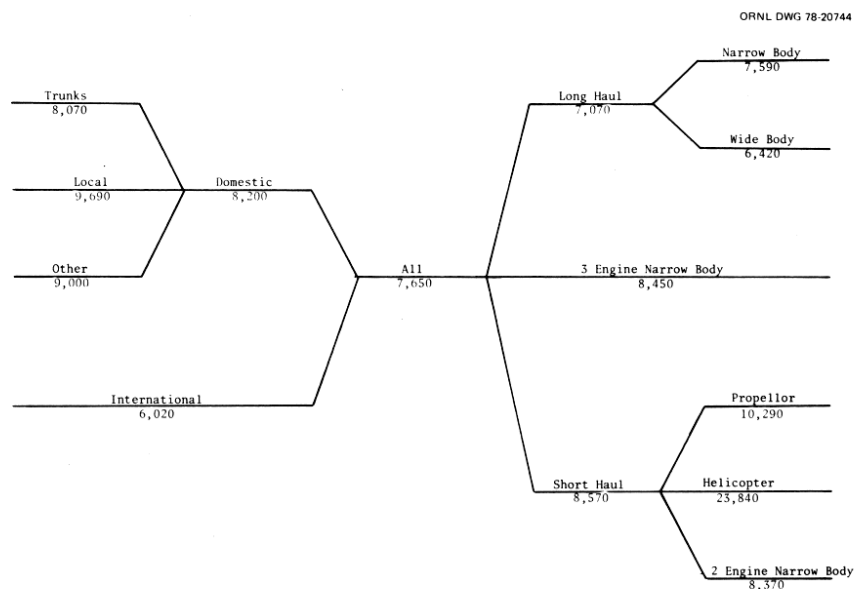 ORNL DWG 78-20744
Narrow Body
7,590
Trunks
8,070
Long Haul
7,070
Wide Body
6,420
Local
9,690
Domestic
8,200
Other
9,000
All
7,650
3 Engine Narrow Body
8,450
International
6,020
Propellor
10,290
Short Haul
8,570
Helicopter
23,840
2 Engine Narrow Body
8,370